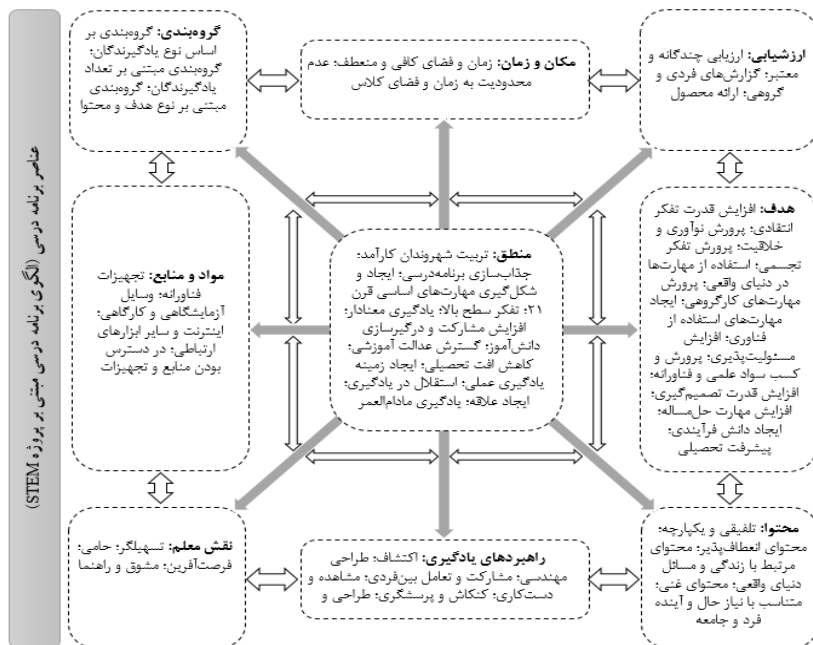 ارزشیابی: ارزیابی چندگانه و
معتبر؛ گزارش‌های فردی و
گروهی؛ ارائه محصول
مکان و زمان: زمان و فضای کافی و منعطف؛ عدم
محدودیت به زمان و فضای کلاس
گروه‌بندی: گروه‌بندی بر
اساس نوع یادگیرندگان؛
گروه‌بندی مبتنی بر تعداد
یادگیرندگان؛ گروه‌بندی
مبتنی بر نوع هدف و محتوا
هدف: افزایش قدرت تفکر
انتقادی؛ پرورش نوآوری و
خلاقیت؛ پرورش تفکر
تجسمی؛ استفاده از مهارت‌ها
در دنیای واقعی؛ پرورش
مهارت‌های کارگروهی؛ ایجاد
مهارت‌های استفاده از
فناوری؛ افزایش
مسئولیت‌پذیری؛ پرورش و
کسب سواد علمی و فناورانه؛
افزایش قدرت تصمیم‌گیری؛
افزایش مهارت حل‌مساله؛
ایجاد دانش فرآیندی؛
پیشرفت تحصیلی
منطق: تربیت شهروندان کارآمد؛
جذاب‌سازی برنامه‌درسی؛ ایجاد و
شکل‌گیری مهارت‌های اساسی قرن
۲۱؛ تفکر سطح بالا؛ یادگیری معنادار؛
افزایش مشارکت و درگیرسازی
دانش‌آموز؛ گسترش عدالت آموزشی؛
کاهش افت تحصیلی؛ ایجاد زمینه
یادگیری عملی؛ استقلال در یادگیری؛
ایجاد علاقه؛ یادگیری مادام‌العمر
مواد و منابع: تجهیزات
فناورانه؛ وسایل
آزمایشگاهی و کارگاهی؛
اینترنت و سایر ابزارهای
ارتباطی؛ در دسترس
بودن منابع و تجهیزات
محتوا: تلفیقی و یکپارچه؛
محتوای انعطاف‌پذیر؛ محتوای
مرتبط با زندگی و مسائل
دنیای واقعی؛ محتوای غنی؛
متناسب با نیاز حال و آینده
فرد و جامعه
راهبردهای یادگیری: اکتشاف؛ طراحی
مهندسی؛ مشارکت و تعامل بین‌فردی؛ مشاهده و
دست‌کاری؛ کنکاش و پرسشگری؛ طراحی و
نقش معلم: تسهیلگر؛ حامی؛
فرصت‌آفرین؛ مشوق و راهنما
عناصر برنامه درسی (الگوی برنامه درسی مبتنی بر پروژه STEM)